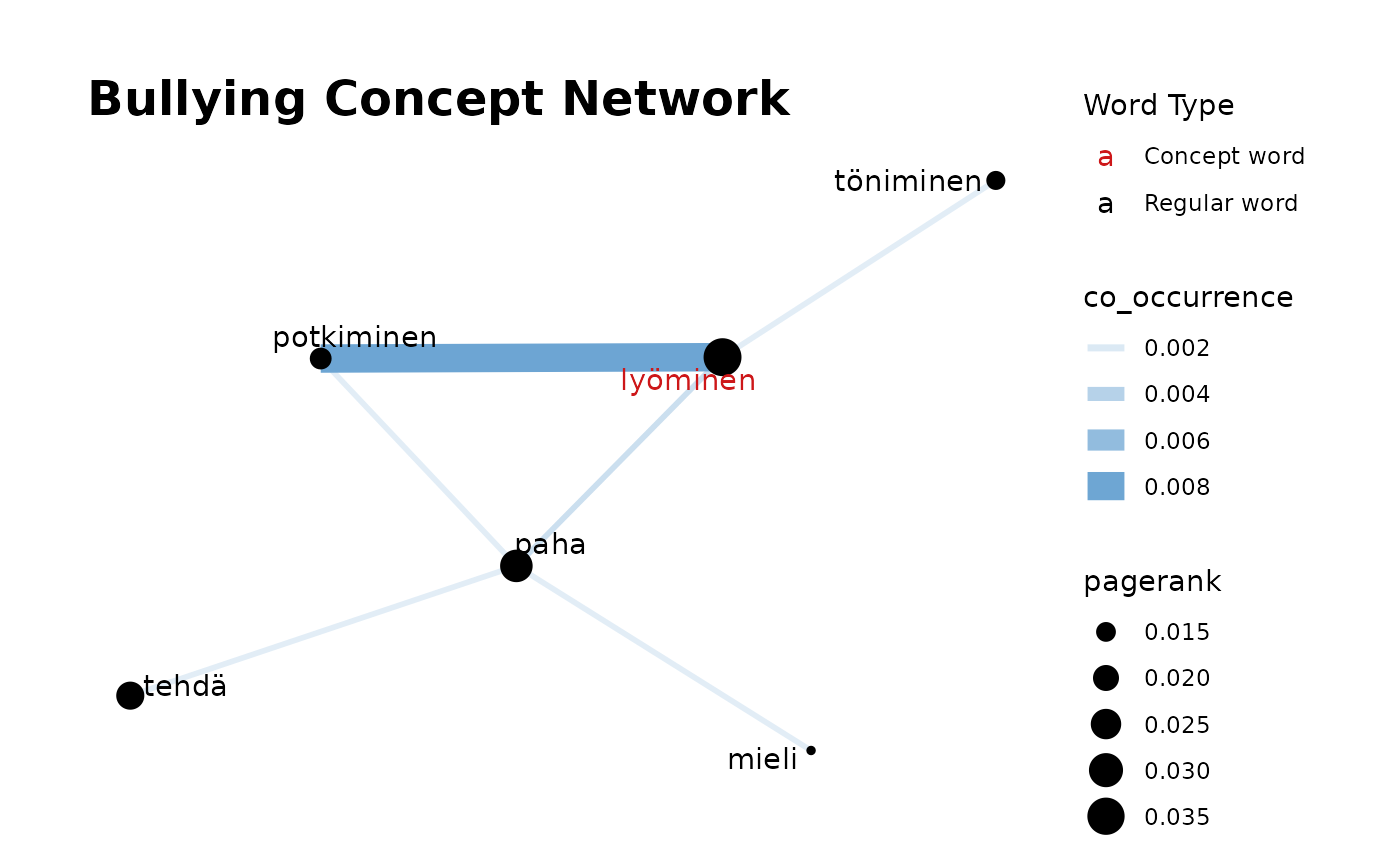 Bullying Concept Network
töniminen
potkiminen
lyöminen
paha
tehdä
mieli
Word Type
a Concept word
a Regular word
co_occurrence
0.002
0.004
0.006
0.008
pagerank
0.015
0.020
0.025
0.030
0.035